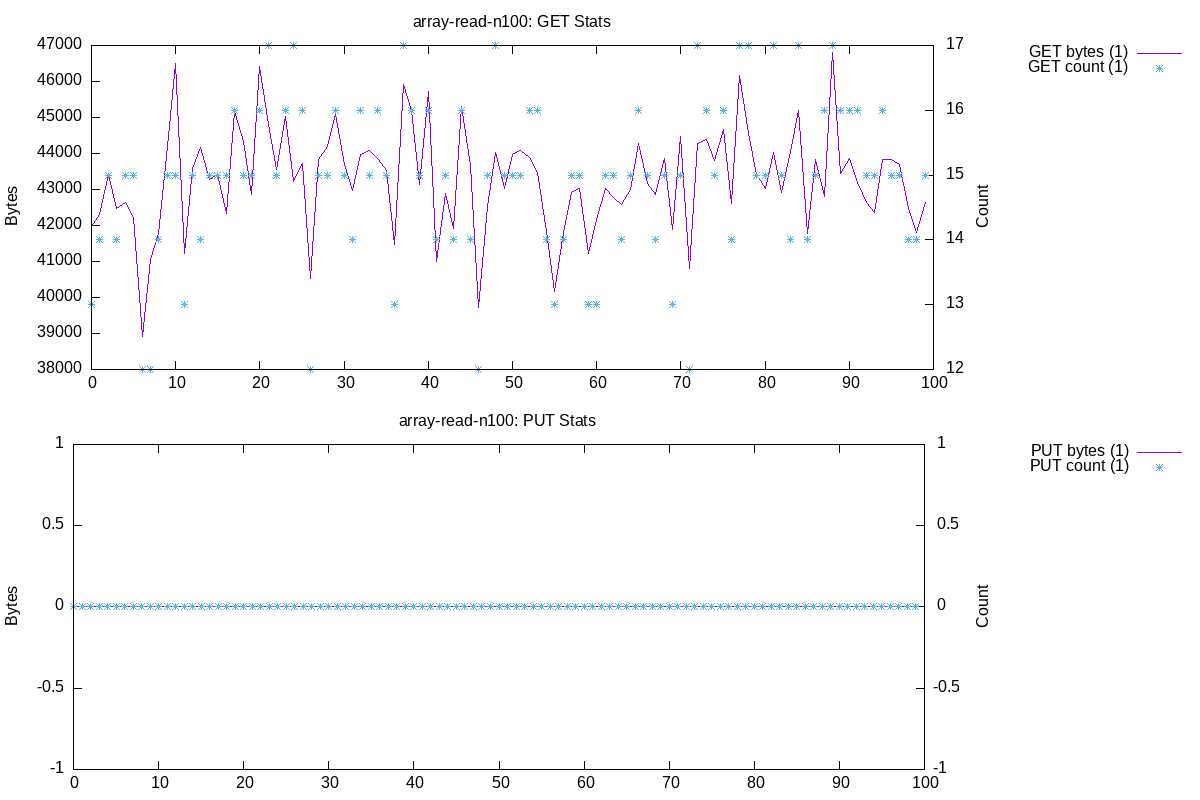 array-read-n100: GET Stats
47000
46000
45000
44000
43000
42000
41000
40000
39000
38000
Bytes
17
16
15
14
13
12
Count
0 10 20 30 40 50 60 70 80 90 100
GET bytes (1)
GET count (1)
array-read-n100: PUT Stats
1
0.5
0
-0.5
-1
Bytes
1
0.5
0
-0.5
-1
Count
0 10 20 30 40 50 60 70 80 90 100
PUT bytes (1)
PUT count (1)